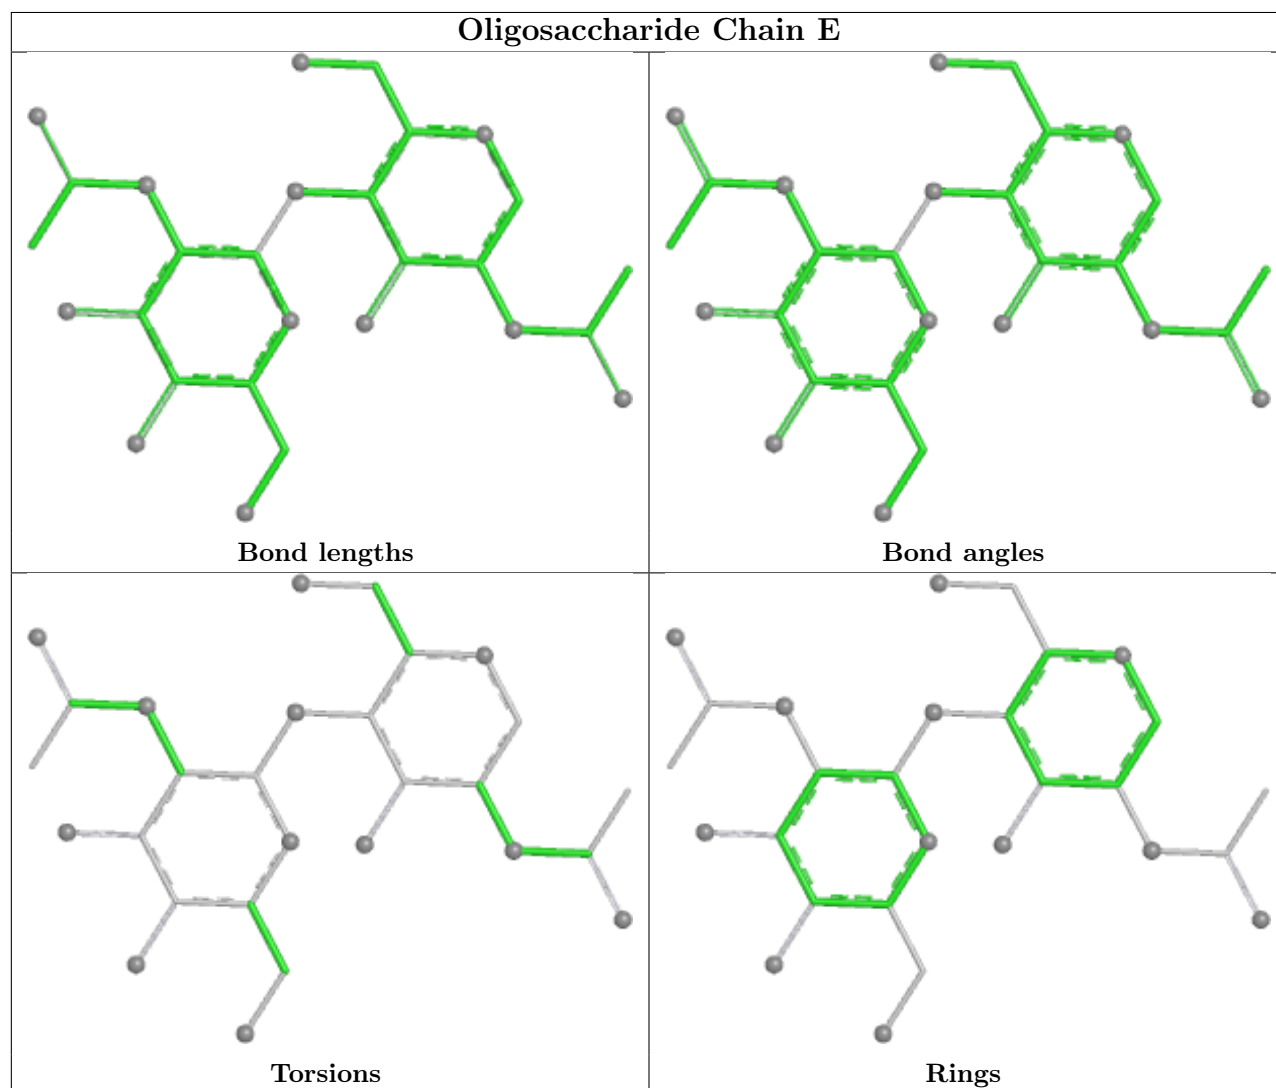 Oligosaccharide Chain E
Bond lengths
Bond angles
Torsions
Rings